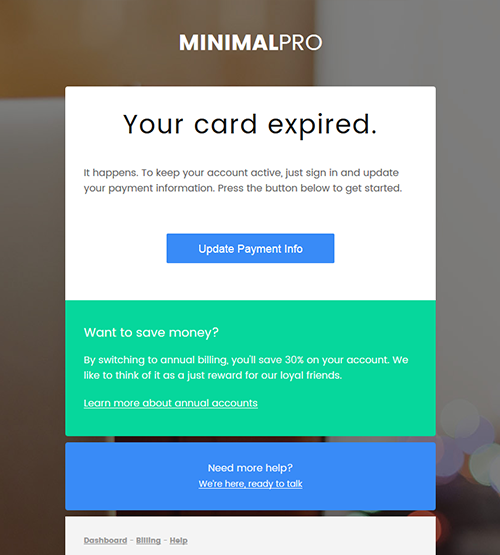 MINIMALPRO
Your card expired.
It happens. To keep your account active, just sign in and update
your payment information. Press the button below to get started.
Update Payment Info
Want to save money?
By switching to annual billing, you'll save 30% on your account. We
like to think of it as a just reward for our loyal friends.
Learn more about annual accounts
Need more help?
We're here, ready to talk
Dashboard - Billing - Help